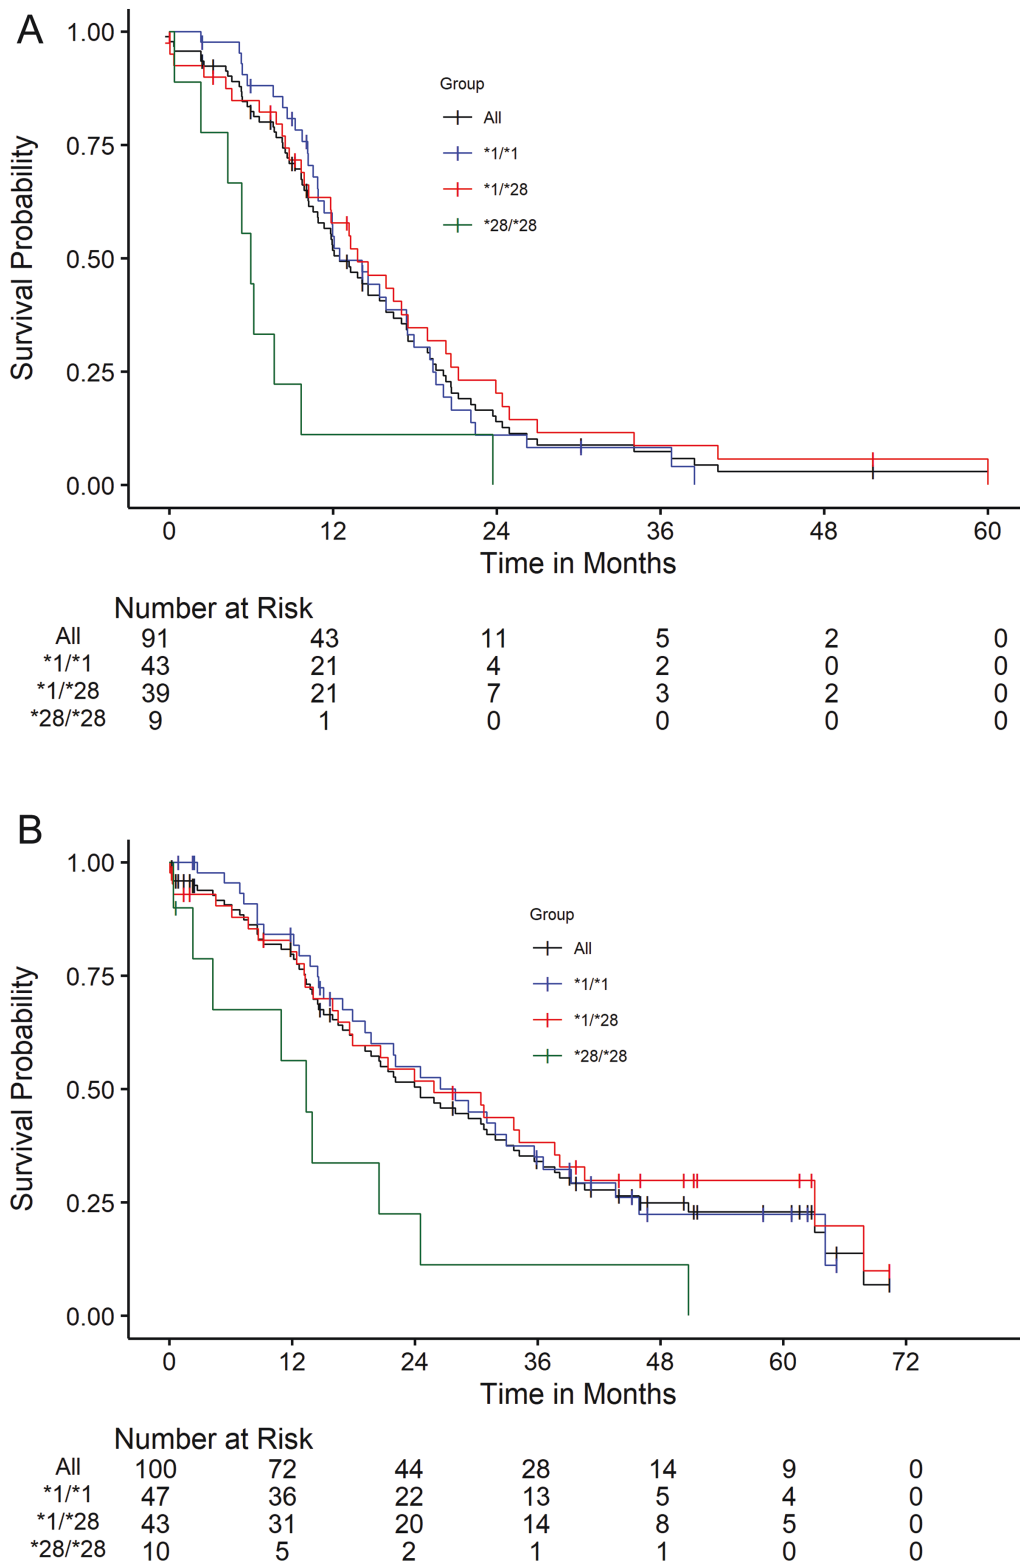 A
1.00
0.75
0.50
0.25
0.00
Survival Probability
Group
All
*1/*1
*1/*28
*28/*28
0 12 24 36 48 60
Time in Months
Number at Risk
All 91 43 11 5 2 0
*1/*1 43 21 4 2 0 0
*1/*28 39 21 7 3 2 0
*28/*28 9 1 0 0 0 0
B
1.00
0.75
0.50
0.25
0.00
Survival Probability
Group
All
*1/*1
*1/*28
*28/*28
0 12 24 36 48 60 72
Time in Months
Number at Risk
All 100 72 44 28 14 9 0
*1/*1 47 36 22 13 5 4 0
*1/*28 43 31 20 14 8 5 0
*28/*28 10 5 2 1 1 0 0